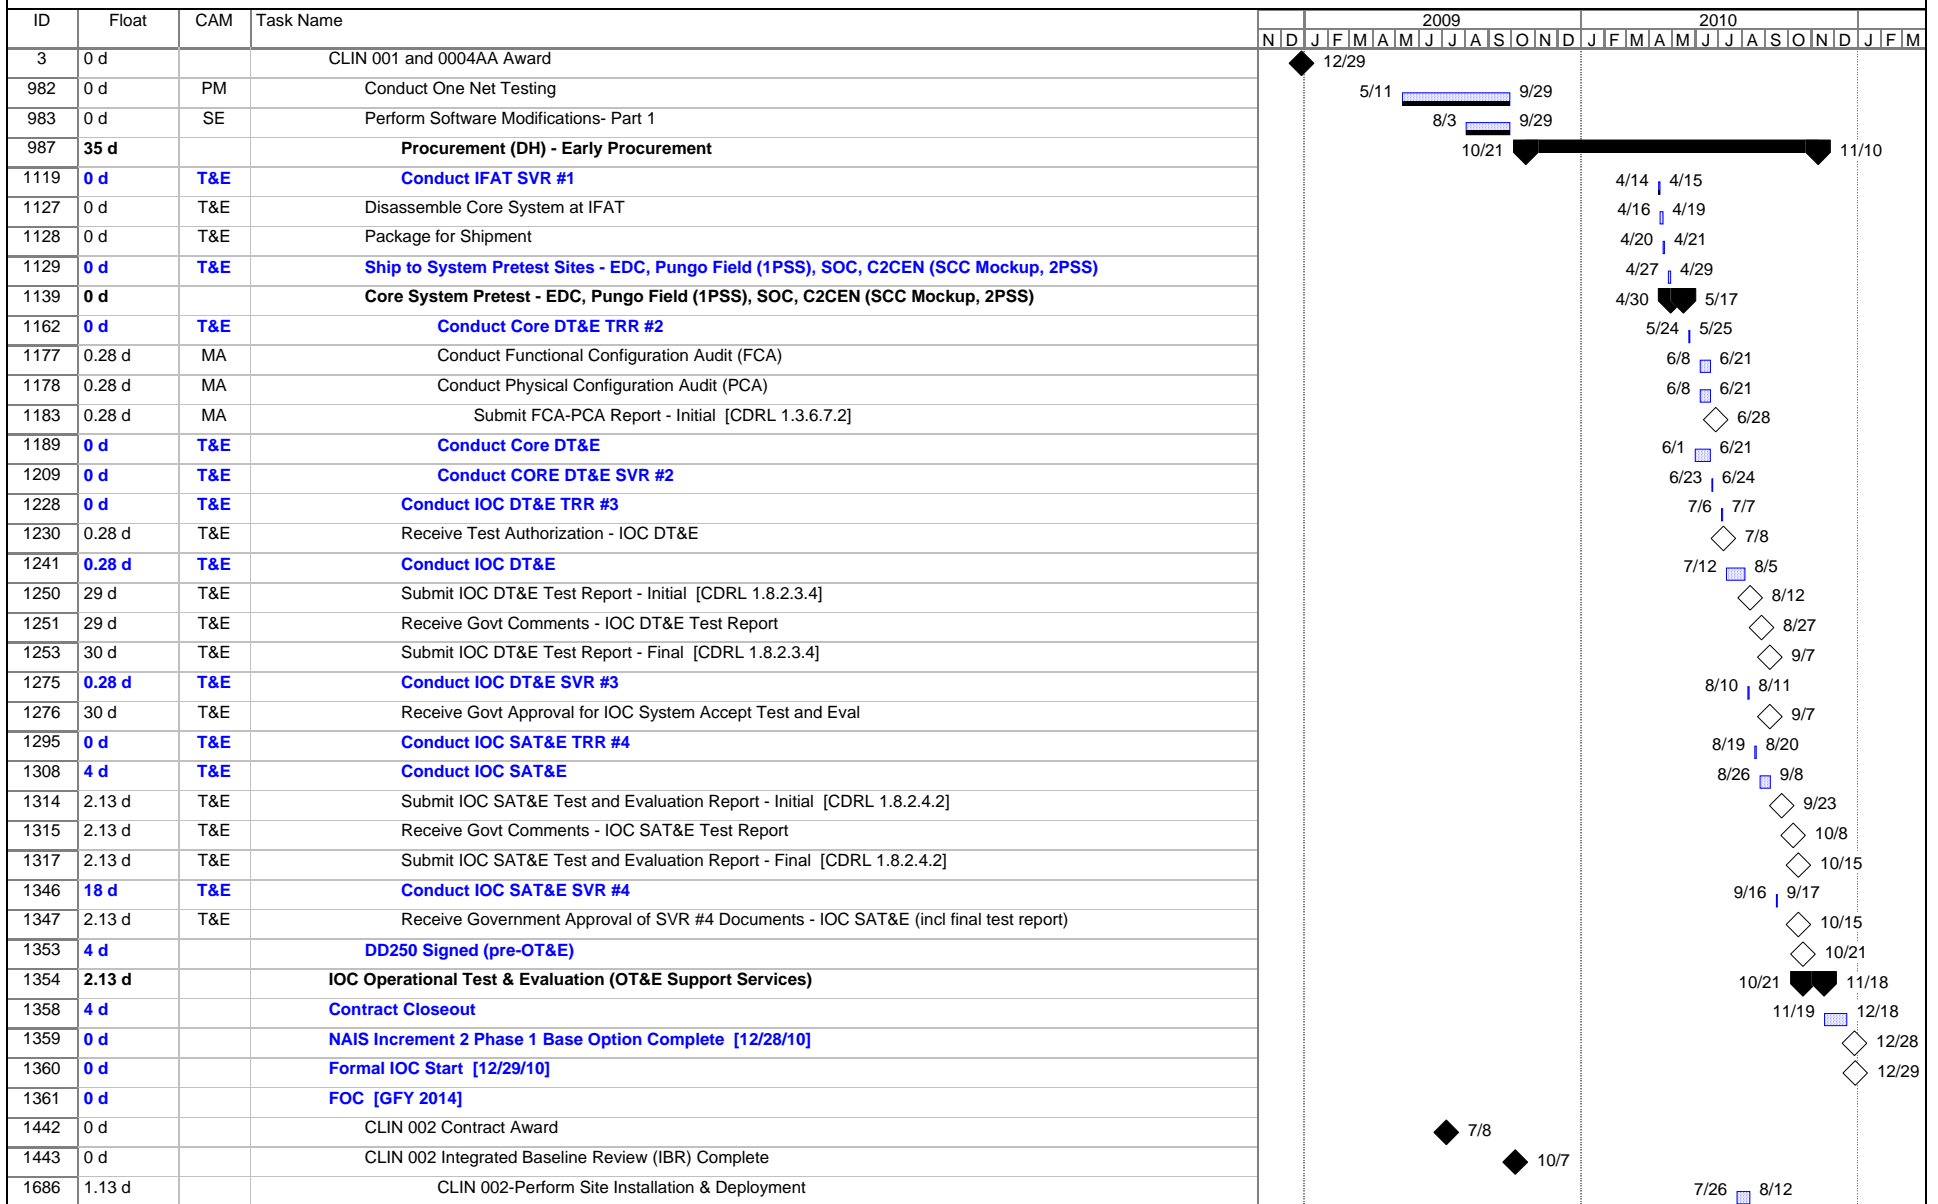 ID Float CAM Task Name 2009 2010
N D J F M A M J J A S O N D J F M A M J J A S O N D J F M
3 0 d CLIN 001 and 0004AA Award 12/29
982 0 d PM Conduct One Net Testing 5/11 9/29
983 0 d SE Perform Software Modifications- Part 1 8/3 9/29
987 35 d Procurement (DH) - Early Procurement 10/21 11/10
1119 0 d T&E Conduct IFAT SVR #1 4/14 4/15
1127 0 d T&E Disassemble Core System at IFAT 4/16 4/19
1128 0 d T&E Package for Shipment 4/20 4/21
1129 0 d T&E Ship to System Pretest Sites - EDC, Pungo Field (1PSS), SOC, C2CEN (SCC Mockup, 2PSS) 4/27 4/29
1139 0 d Core System Pretest - EDC, Pungo Field (1PSS), SOC, C2CEN (SCC Mockup, 2PSS) 4/30 5/17
1162 0 d T&E Conduct Core DT&E TRR #2 5/24 5/25
1177 0.28 d MA Conduct Functional Configuration Audit (FCA) 6/8 6/21
1178 0.28 d MA Conduct Physical Configuration Audit (PCA) 6/8 6/21
1183 0.28 d MA Submit FCA-PCA Report - Initial [CDRL 1.3.6.7.2] 6/28
1189 0 d T&E Conduct Core DT&E 6/1 6/21
1209 0 d T&E Conduct CORE DT&E SVR #2 6/23 6/24
1228 0 d T&E Conduct IOC DT&E TRR #3 7/6 7/7
1230 0.28 d T&E Receive Test Authorization - IOC DT&E 7/8
1241 0.28 d T&E Conduct IOC DT&E 7/12 8/5
1250 29 d T&E Submit IOC DT&E Test Report - Initial [CDRL 1.8.2.3.4] 8/12
1251 29 d T&E Receive Govt Comments - IOC DT&E Test Report 8/27
1253 30 d T&E Submit IOC DT&E Test Report - Final [CDRL 1.8.2.3.4] 9/7
1275 0.28 d T&E Conduct IOC DT&E SVR #3 8/10 8/11
1276 30 d T&E Receive Govt Approval for IOC System Accept Test and Eval 9/7
1295 0 d T&E Conduct IOC SAT&E TRR #4 8/19 8/20
1308 4 d T&E Conduct IOC SAT&E 8/26 9/8
1314 2.13 d T&E Submit IOC SAT&E Test and Evaluation Report - Initial [CDRL 1.8.2.4.2] 9/23
1315 2.13 d T&E Receive Govt Comments - IOC SAT&E Test Report 10/8
1317 2.13 d T&E Submit IOC SAT&E Test and Evaluation Report - Final [CDRL 1.8.2.4.2] 10/15
1346 18 d T&E Conduct IOC SAT&E SVR #4 9/16 9/17
1347 2.13 d T&E Receive Government Approval of SVR #4 Documents - IOC SAT&E (incl final test report) 10/15
1353 4 d DD250 Signed (pre-OT&E) 10/21
1354 2.13 d IOC Operational Test & Evaluation (OT&E Support Services) 10/21 11/18
1358 4 d Contract Closeout 11/19 12/18
1359 0 d NAIS Increment 2 Phase 1 Base Option Complete [12/28/10] 12/28
1360 0 d Formal IOC Start [12/29/10] 12/29
1361 0 d FOC [GFY 2014]
1442 0 d CLIN 002 Contract Award 7/8
1443 0 d CLIN 002 Integrated Baseline Review (IBR) Complete 10/7
1686 1.13 d CLIN 002-Perform Site Installation & Deployment 7/26 8/12